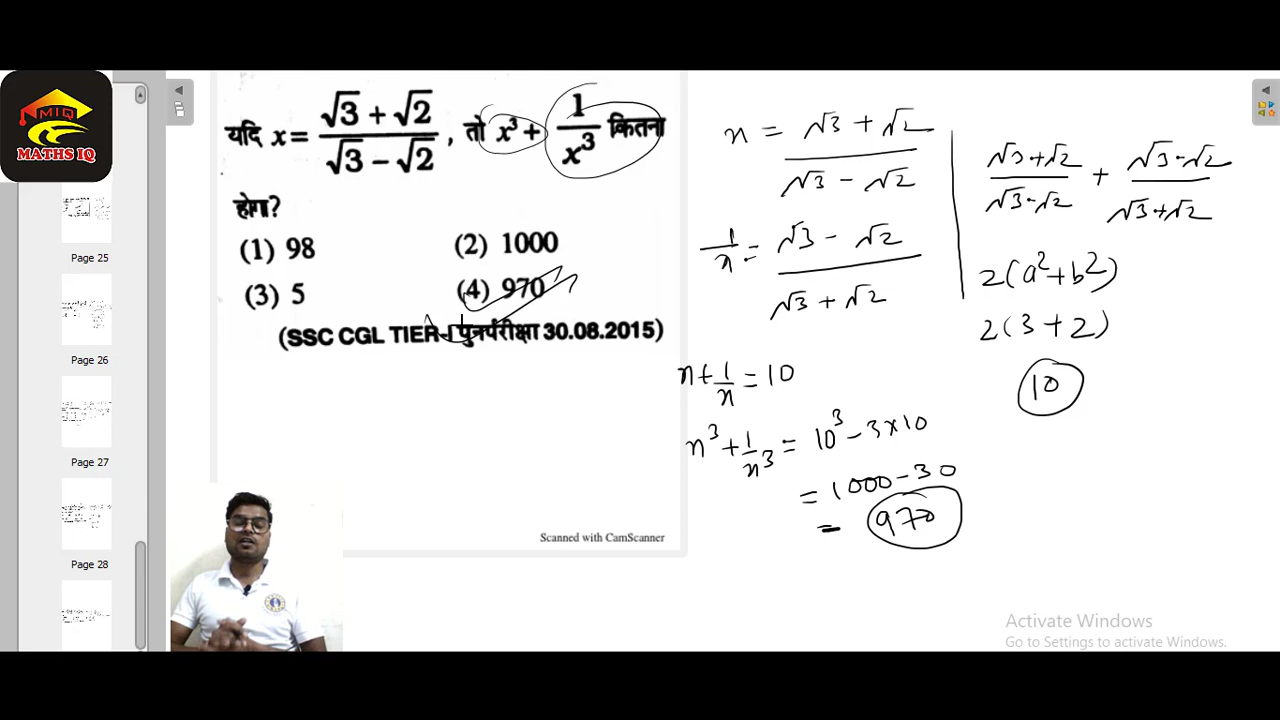 MIQ
MATHS IQ
यदि x = (√3 + √2)/(√3 − √2), तो x³ + 1/x³ कितना
होगा?
(1) 98 (2) 1000
(3) 5 (4) 970
(SSC CGL TIER-I पुनर्परीक्षा 30.08.2015)
Scanned with CamScanner
x = (√3 + √2)/(√3 − √2)
1/x = (√3 − √2)/(√3 + √2)
x + 1/x = 10
x³ + 1/x³ = 10³ − 3×10
= 1000 − 30
= 970
(√3+√2)/(√3−√2) + (√3−√2)/(√3+√2)
2(a²+b²)
2(3+2)
10
Page 25
Page 26
Page 27
Page 28
Activate Windows
Go to Settings to activate Windows.